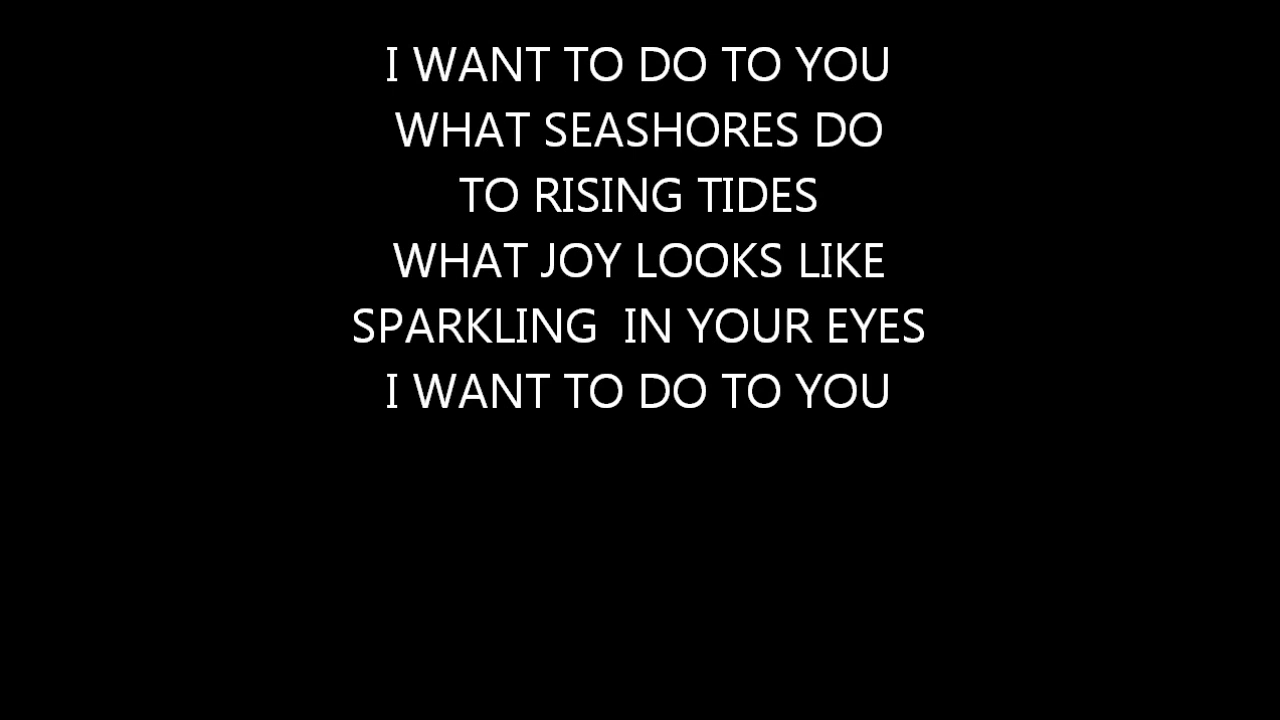 I WANT TO DO TO YOU
WHAT SEASHORES DO
TO RISING TIDES
WHAT JOY LOOKS LIKE
SPARKLING  IN YOUR EYES
I WANT TO DO TO YOU